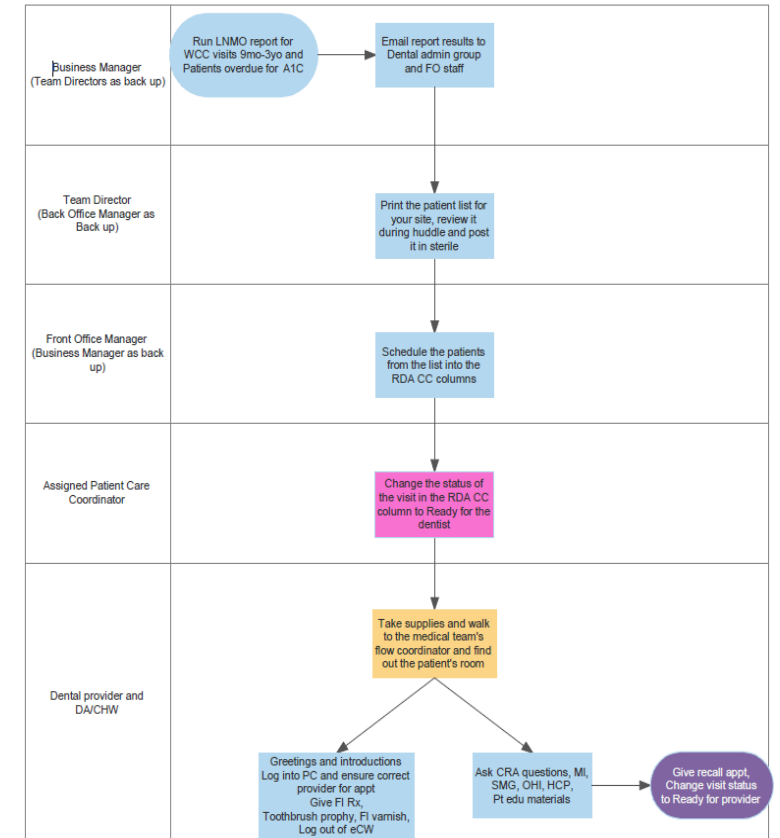 Business Manager
(Team Directors as back up)
Run LNMO report for
WCC visits 9mo-3yo and
Patients overdue for A1C
Email report results to
Dental admin group
and FO staff
Team Director
(Back Office Manager as
Back up)
Print the patient list for
your site, review it
during huddle and post
it in sterile
Front Office Manager
(Business Manager as back
up)
Schedule the patients
from the list into the
RDA CC columns
Assigned Patient Care
Coordinator
Change the status of
the visit in the RDA CC
column to Ready for the
dentist
Dental provider and
DA/CHW
Take supplies and walk
to the medical team's
flow coordinator and find
out the patient's room
Greetings and introductions
Log into PC and ensure correct
provider for appt
Give Fl Rx,
Toothbrush prophy, Fl varnish,
Log out of eCW
Ask CRA questions, MI,
SMG, OHI, HCP,
Pt edu materials
Give recall appt,
Change visit status
to Ready for provider